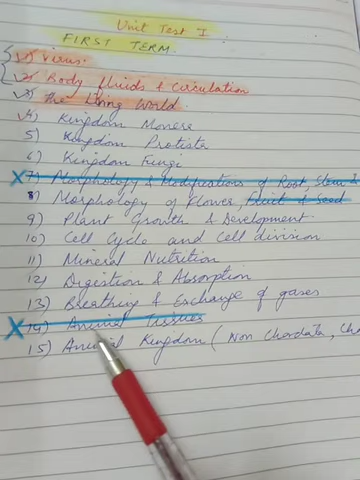 Unit Test I
FIRST TERM
1) Virus
2) Body fluids & Circulation
3) The Living World
4) Kingdom Monera
5) Kingdom Protista
6) Kingdom Fungi
7) Morphology & Modifications of Root, Stem &
8) Morphology of Flower, Fruit & Seed
9) Plant Growth & Development
10) Cell Cycle and Cell division
11) Mineral Nutrition
12) Digestion & Absorption
13) Breathing & Exchange of gases
14) Animal Tissues
15) Animal Kingdom (Non Chordata, Cho